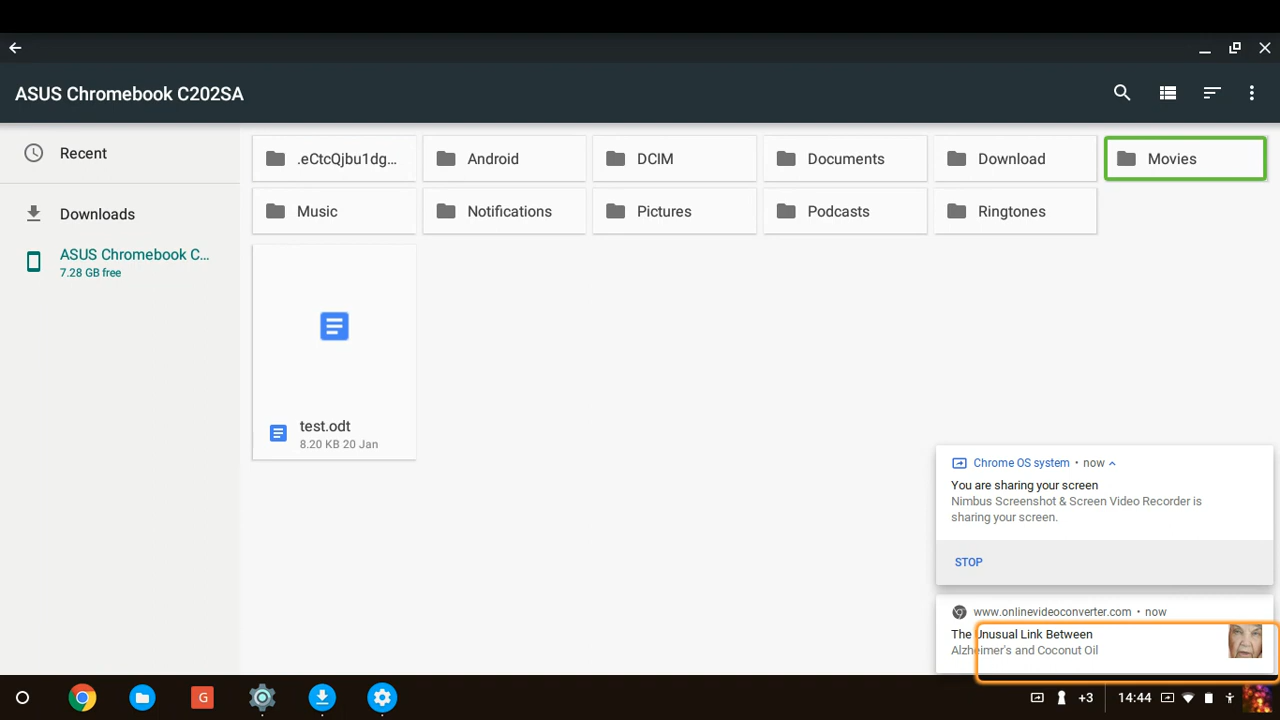 ASUS Chromebook C202SA
Recent
Downloads
ASUS Chromebook C...
7.28 GB free
.eCtcQjbu1dg...
Android
DCIM
Documents
Download
Movies
Music
Notifications
Pictures
Podcasts
Ringtones
test.odt
8.20 KB 20 Jan
Chrome OS system • now
You are sharing your screen
Nimbus Screenshot & Screen Video Recorder is
sharing your screen.
STOP
www.onlinevideoconverter.com • now
The Unusual Link Between
Alzheimer's and Coconut Oil
G
+3
14:44